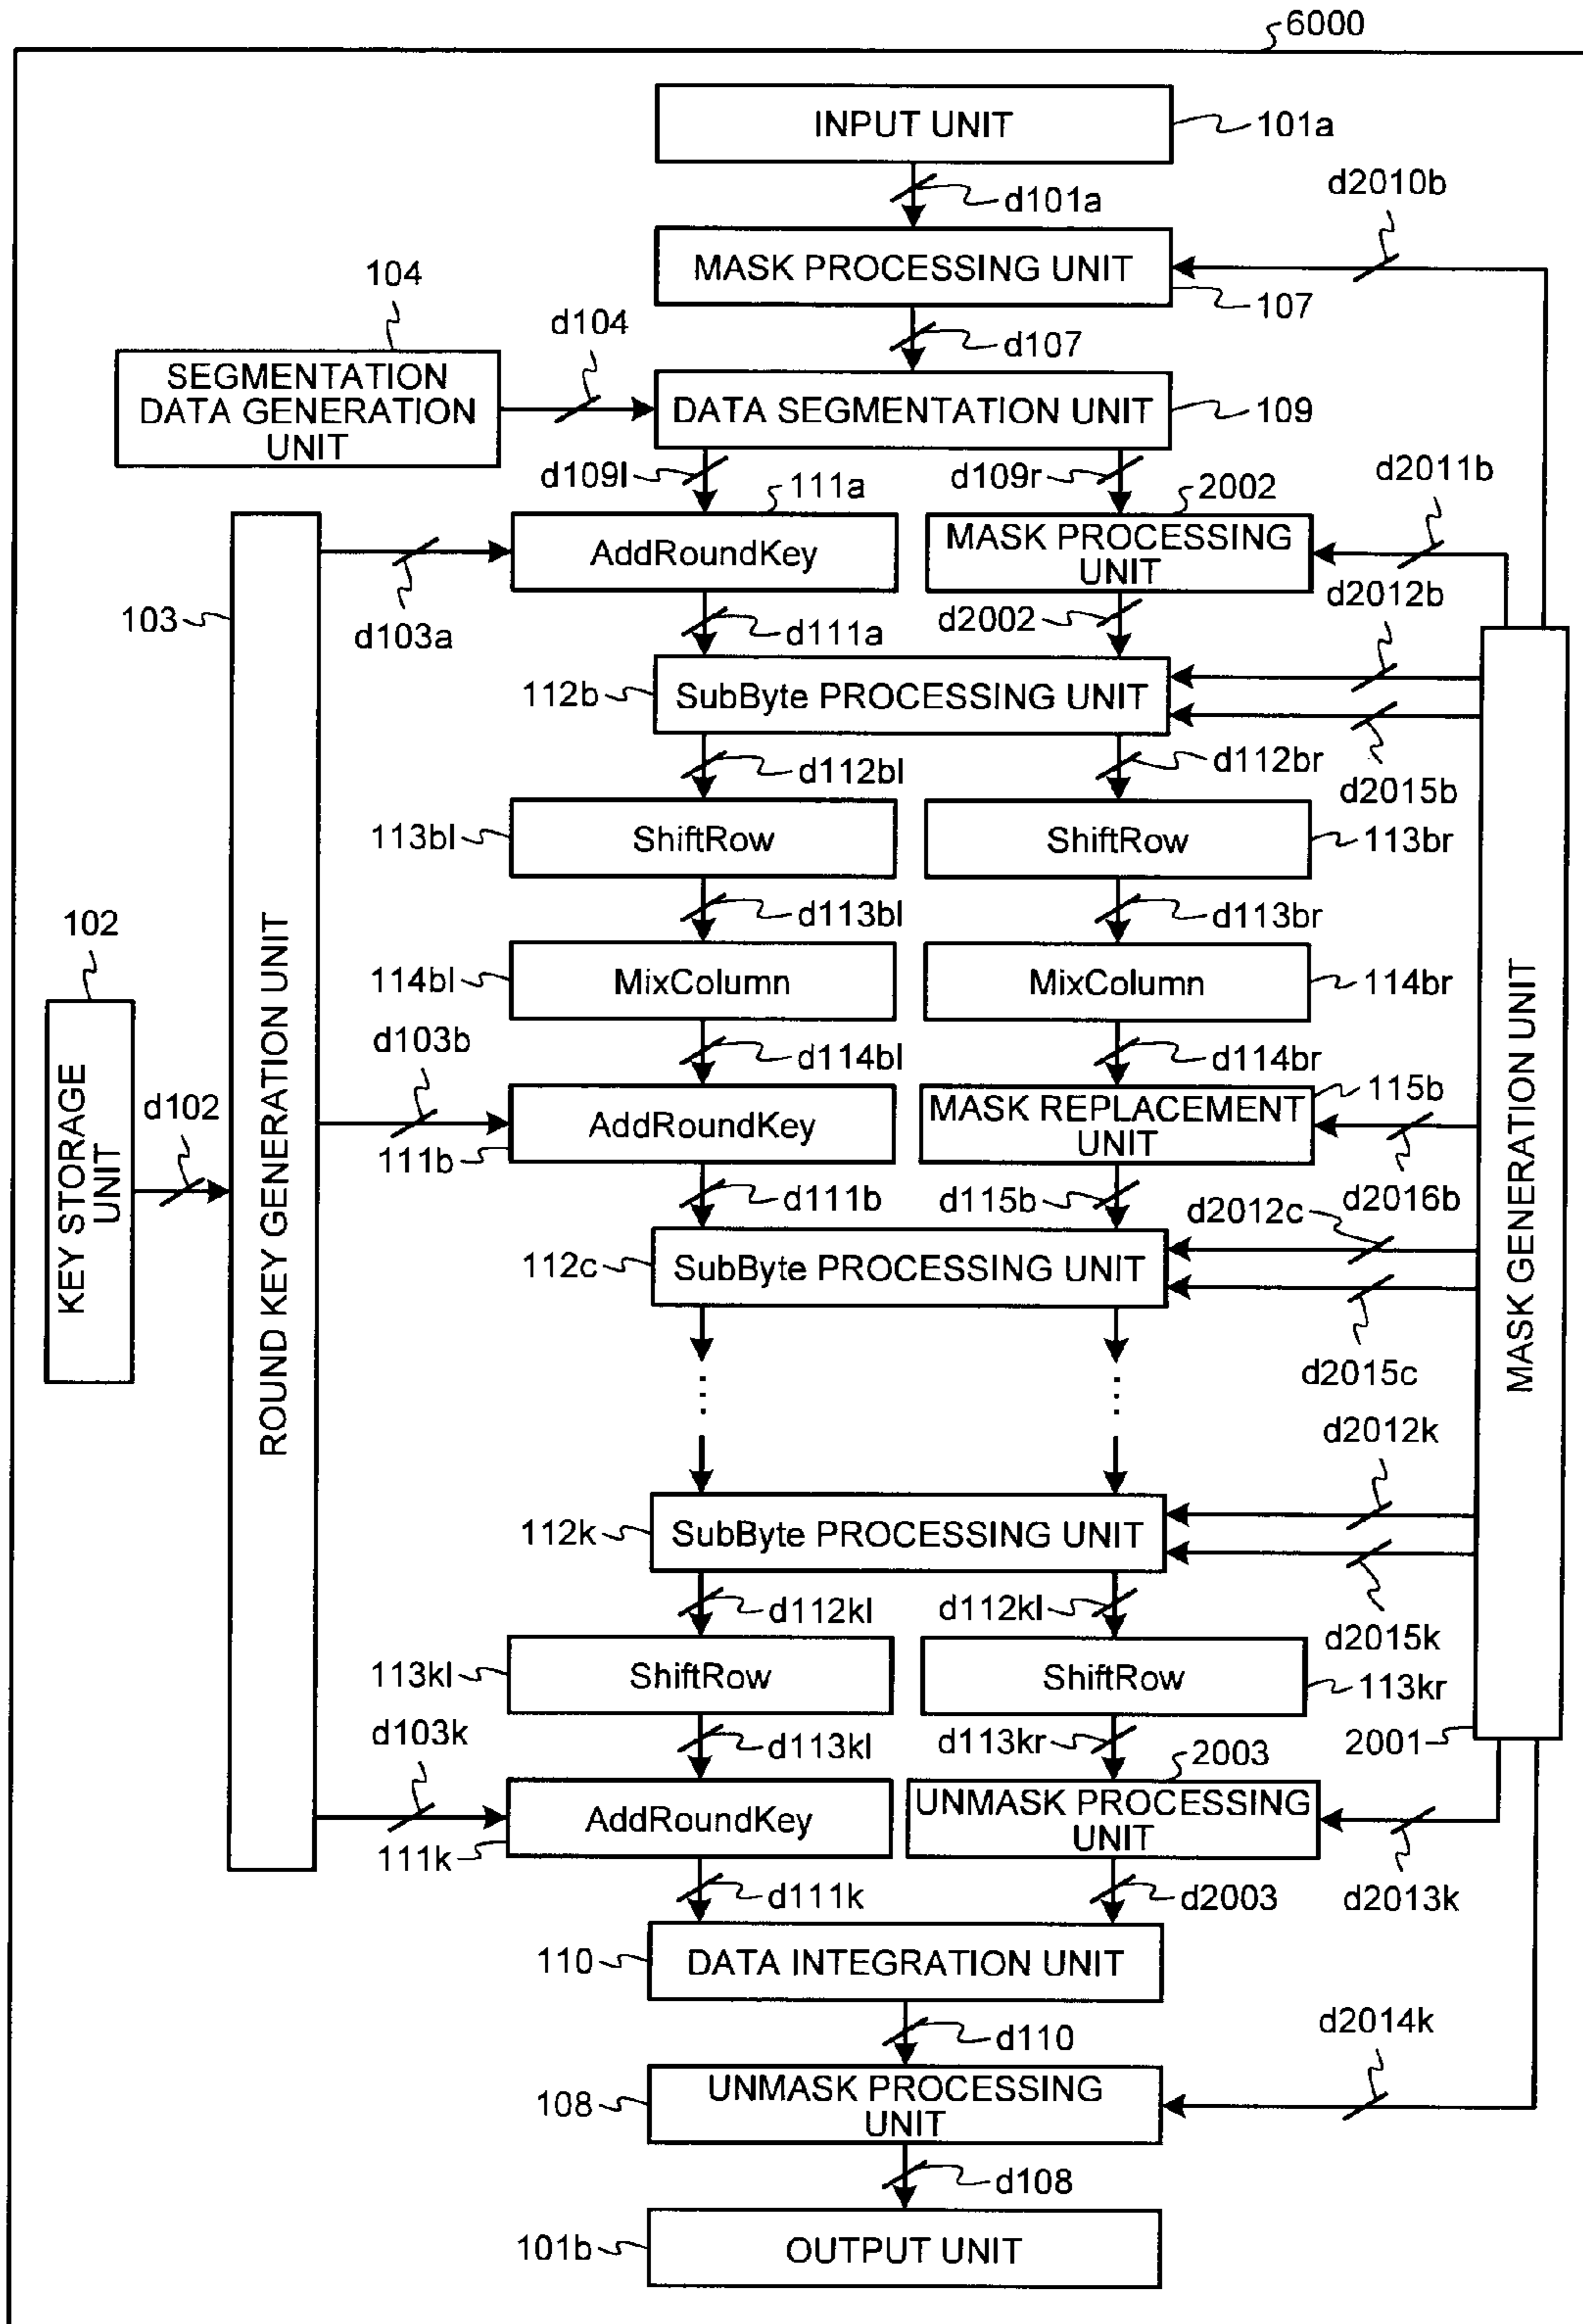 6000
INPUT UNIT
101a
d101a
d2010b
MASK PROCESSING UNIT
107
104
d104
d107
SEGMENTATION
DATA GENERATION
UNIT
DATA SEGMENTATION UNIT
109
d109l
d109r
d2011b
111a
2002
AddRoundKey
MASK PROCESSING
UNIT
103
d103a
d111a
d2002
d2012b
112b
SubByte PROCESSING UNIT
d112bl
d112br
d2015b
113bl
ShiftRow
ShiftRow
113br
d113bl
d113br
102
114bl
MixColumn
MixColumn
114br
d103b
d114bl
d114br
115b
KEY STORAGE
UNIT
d102
ROUND KEY GENERATION UNIT
MASK GENERATION UNIT
AddRoundKey
MASK REPLACEMENT
UNIT
111b
d111b
d115b
d2012c
d2016b
112c
SubByte PROCESSING UNIT
d2015c
d2012k
112k
SubByte PROCESSING UNIT
d112kl
d112kl
d2015k
113kl
ShiftRow
ShiftRow
113kr
d103k
d113kl
d113kr
2003
2001
AddRoundKey
UNMASK PROCESSING
UNIT
111k
d111k
d2003
d2013k
110
DATA INTEGRATION UNIT
d110
d2014k
108
UNMASK PROCESSING
UNIT
d108
101b
OUTPUT UNIT